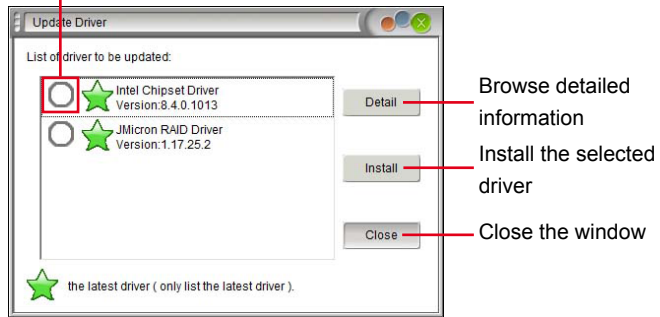 Update Driver
List of driver to be updated:
Intel Chipset Driver
Version:8.4.0.1013
JMicron RAID Driver
Version:1.17.25.2
Detail
Install
Close
the latest driver ( only list the latest driver ).
Browse detailed
information
Install the selected
driver
Close the window